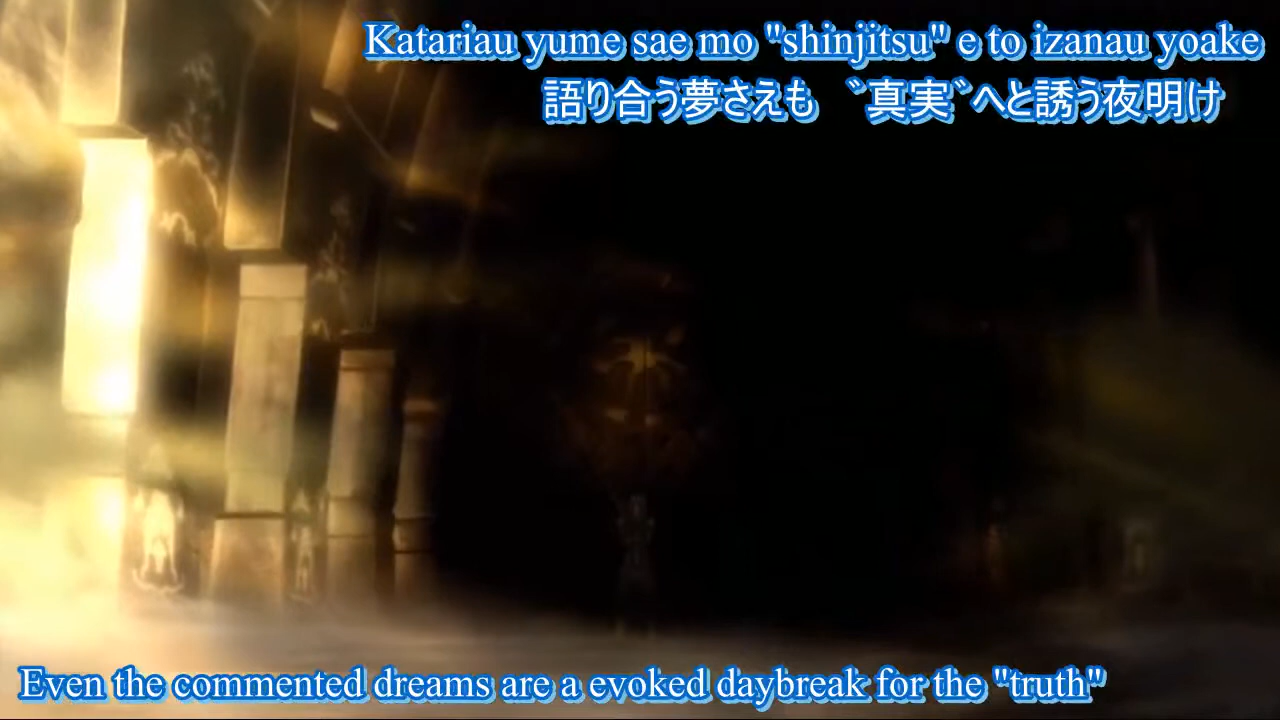 Katariau yume sae mo "shinjitsu" e to izanau yoake
語り合う夢さえも　〝真実〝へと誘う夜明け
Even the commented dreams are a evoked daybreak for the "truth"